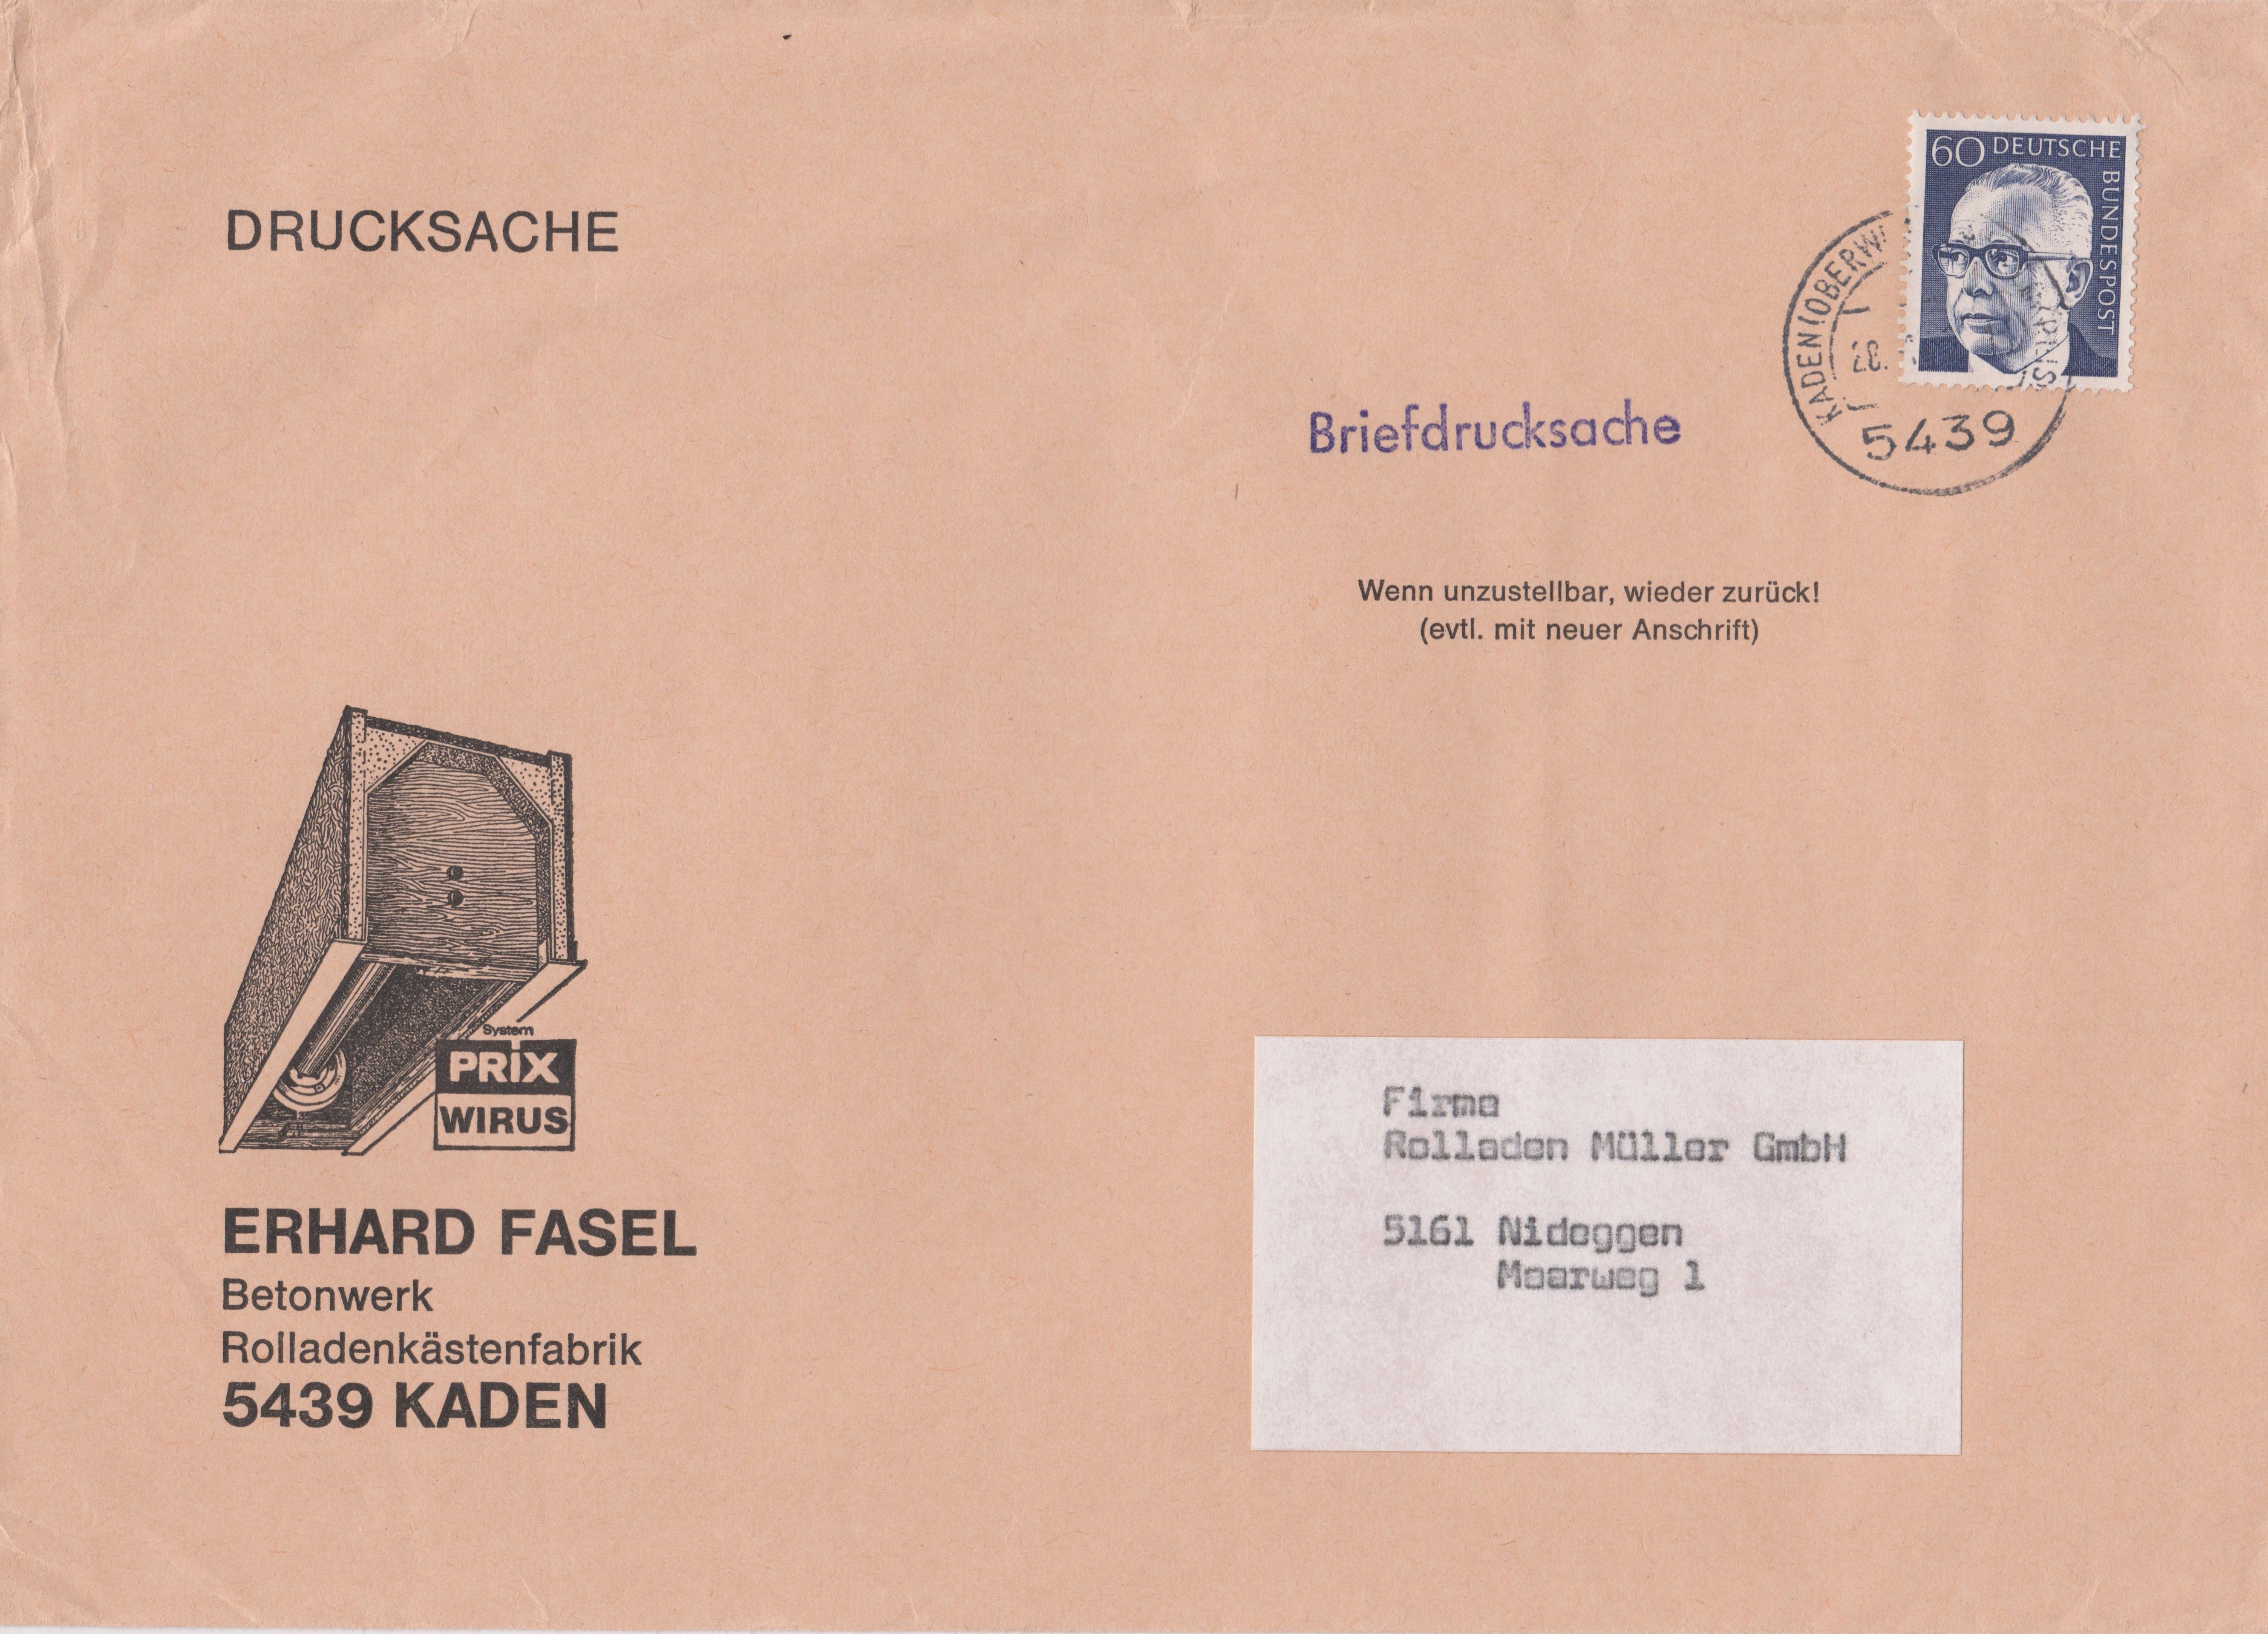 DRUCKSACHE
60 DEUTSCHE BUNDESPOST
KADEN (OBERW
28.
5439
Briefdrucksache
Wenn unzustellbar, wieder zurück!
(evtl. mit neuer Anschrift)
System
PRiX
WIRUS
ERHARD FASEL
Betonwerk
Rolladenkästenfabrik
5439 KADEN
Firma
Rolladen Müller GmbH
5161 Nideggen
Maarweg 1